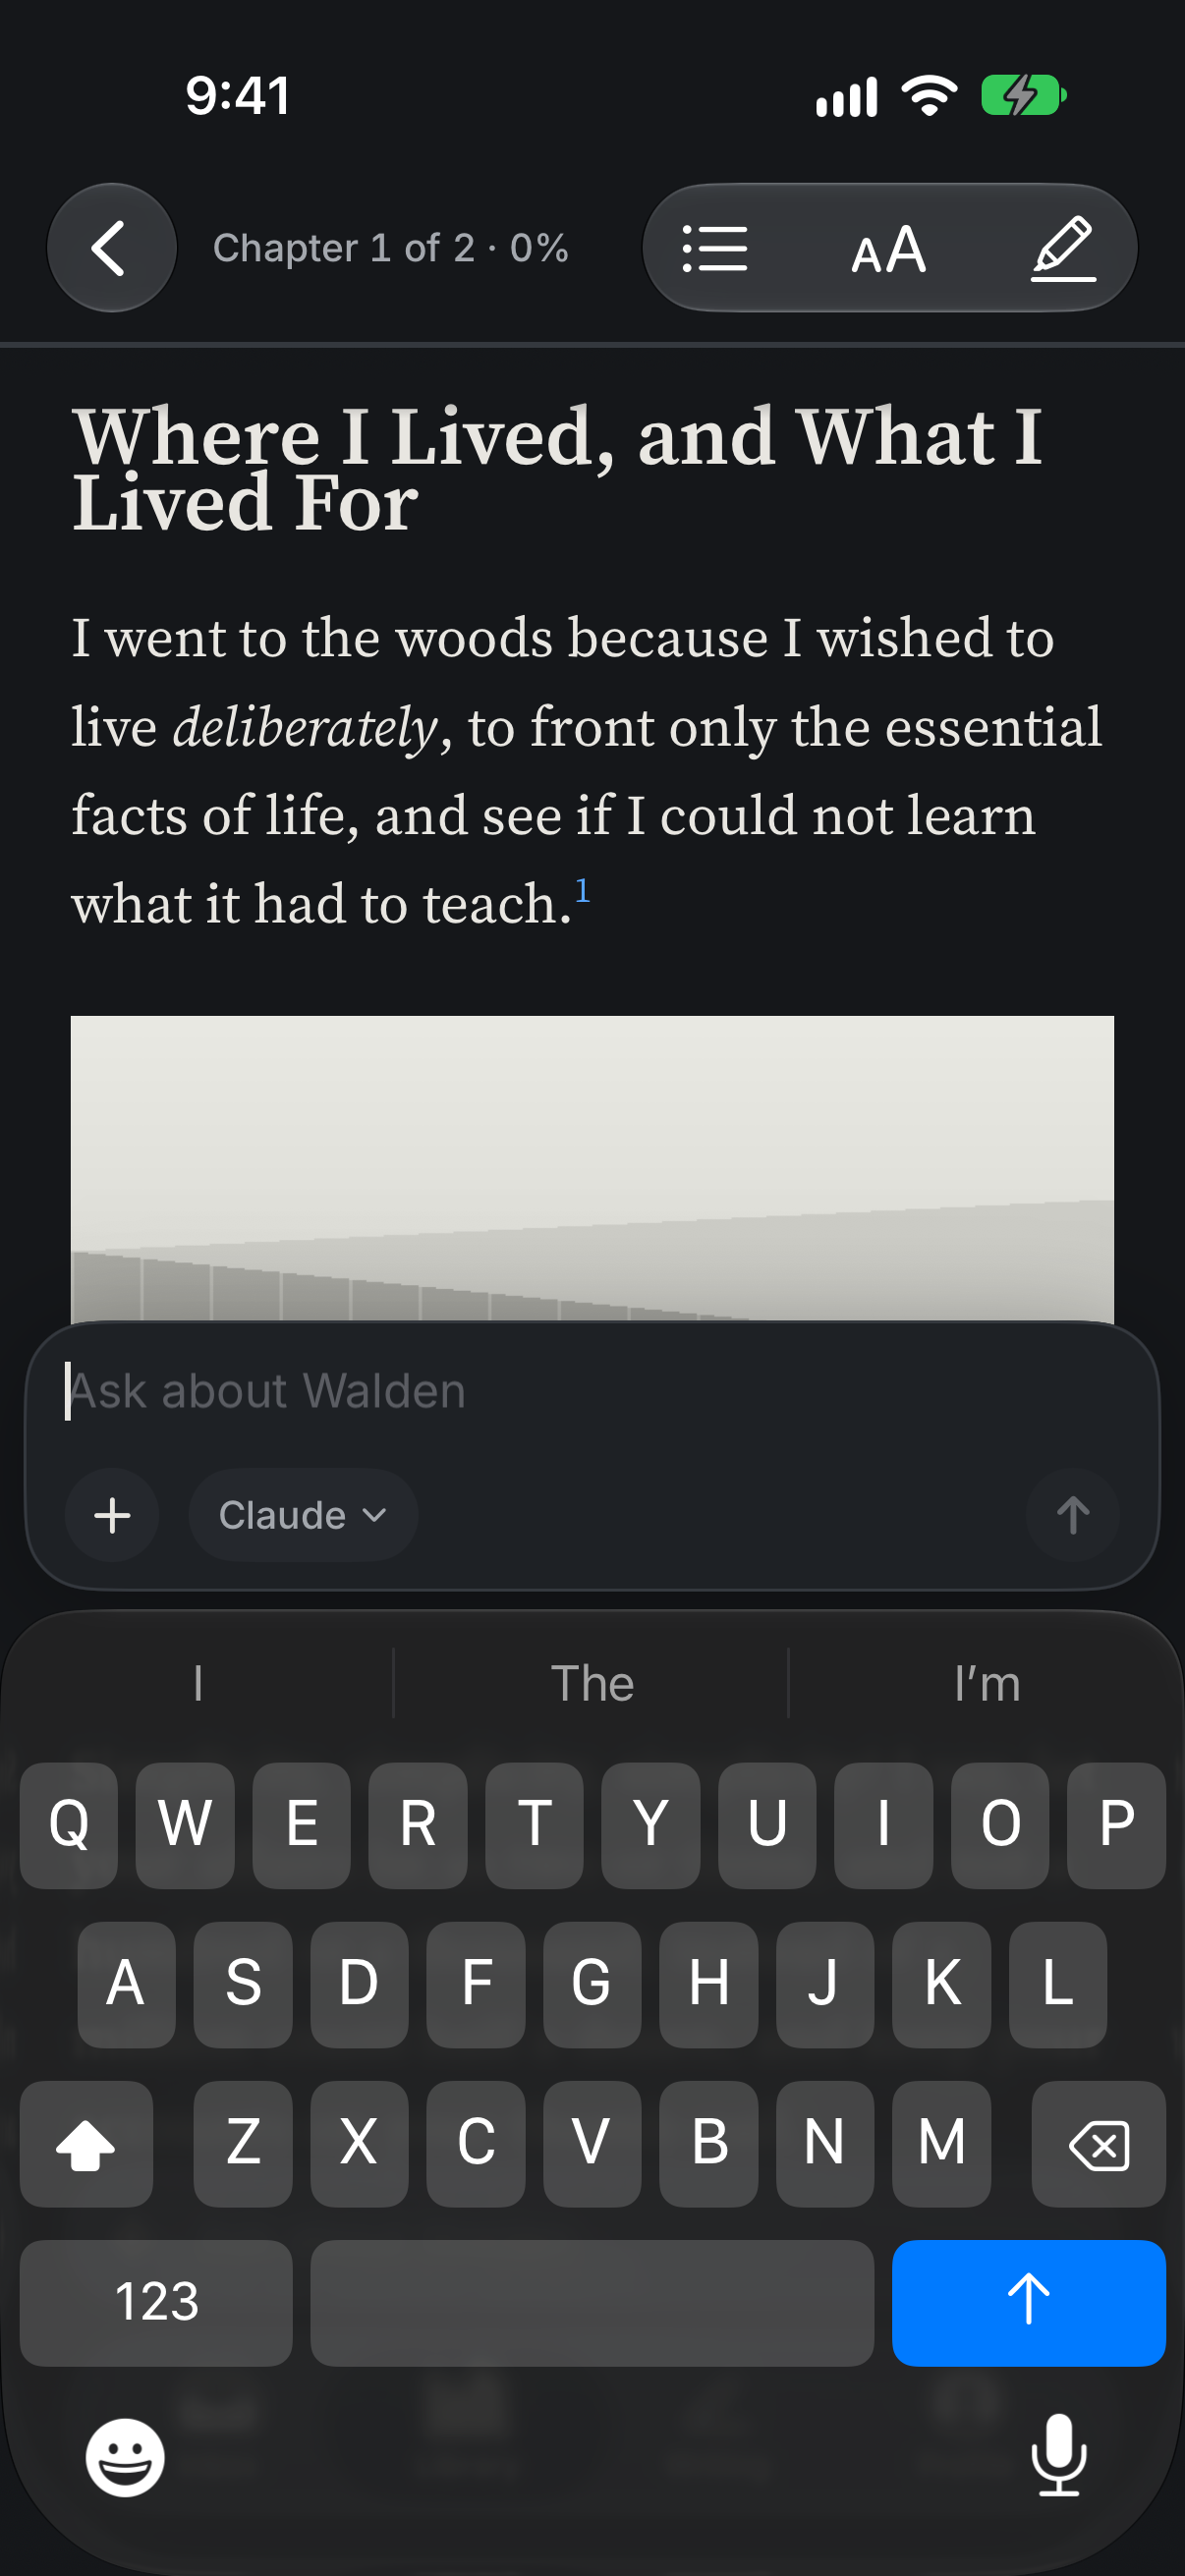 9:41
Chapter 1 of 2 · 0%
AA
Where I Lived, and What I
Lived For
I went to the woods because I wished to
live deliberately, to front only the essential
facts of life, and see if I could not learn
what it had to teach.1
Ask about Walden
Claude
I The I’m
Q W E R T Y U I O P
A S D F G H J K L
Z X C V B N M
123